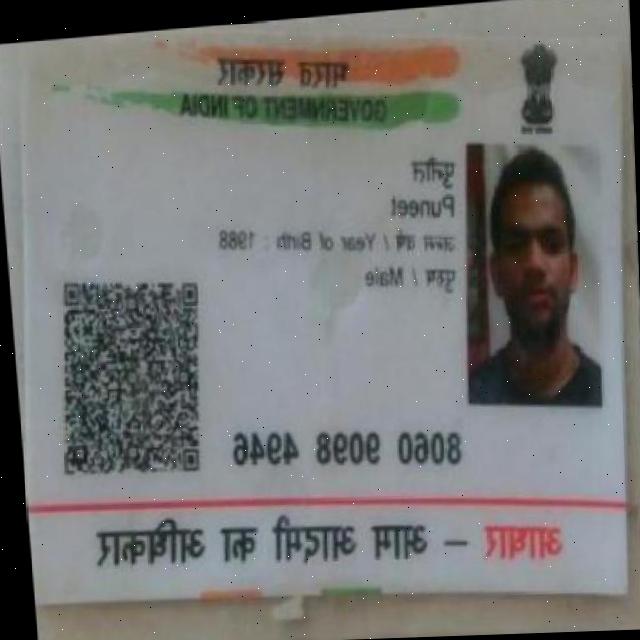 भारत सरकार
GOVERNMENT OF INDIA
पुनीत
Puneet
जन्म वर्ष / Year of Birth : 1988
पुरुष / Male
8060 9098 4946
आधार – आम आदमी का अधिकार